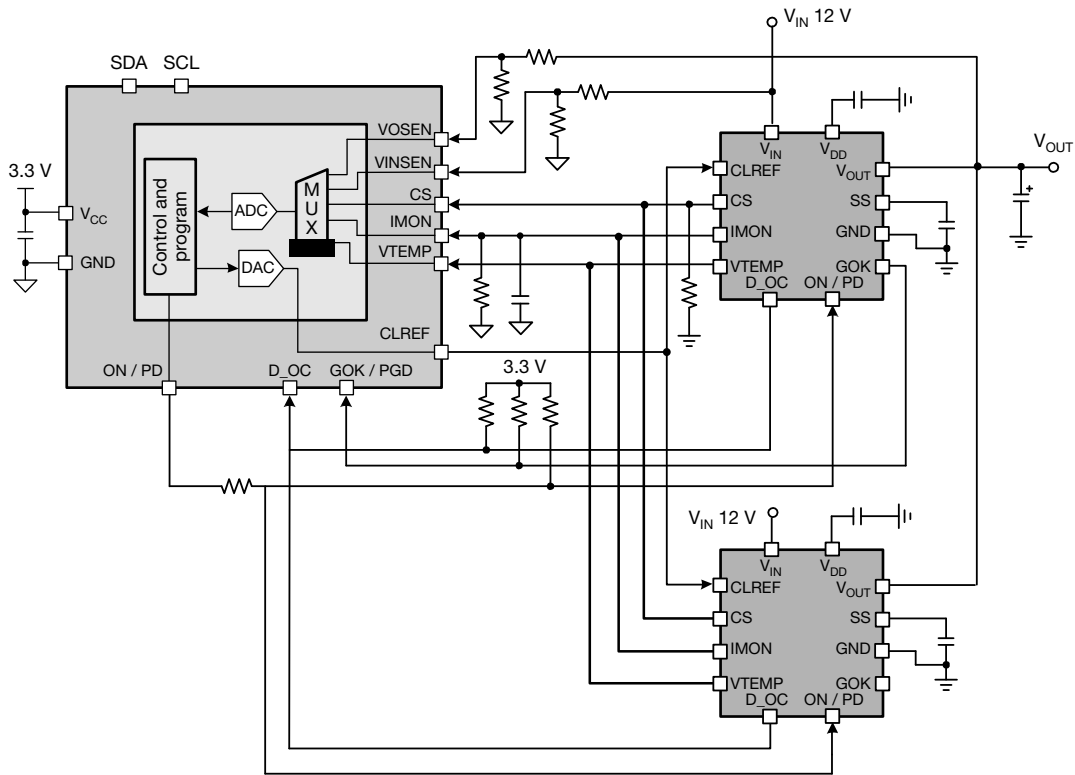 V_IN 12 V
SDA SCL
3.3 V
V_CC
GND
Control and
program
ADC
DAC
MUX
VOSEN
VINSEN
CS
IMON
VTEMP
CLREF
ON / PD
D_OC
GOK / PGD
3.3 V
V_IN
V_DD
CLREF
CS
IMON
VTEMP
D_OC
ON / PD
V_OUT
SS
GND
GOK
V_OUT
+
V_IN 12 V
V_IN
V_DD
CLREF
CS
IMON
VTEMP
D_OC
ON / PD
V_OUT
SS
GND
GOK